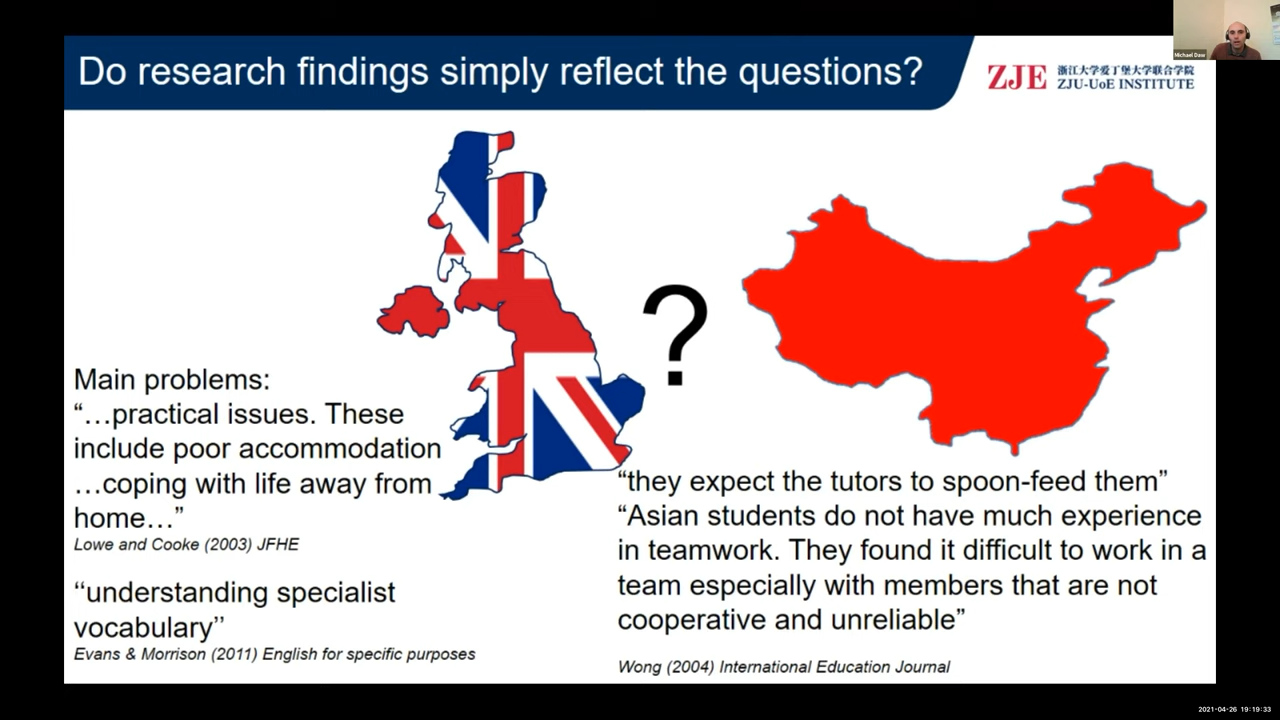 Do research findings simply reflect the questions?
ZJE
浙江大学爱丁堡大学联合学院
ZJU-UoE INSTITUTE
Michael Daw
?
Main problems:
“…practical issues. These
include poor accommodation
…coping with life away from
home…”
Lowe and Cooke (2003) JFHE
“understanding specialist
vocabulary’’
Evans & Morrison (2011) English for specific purposes
“they expect the tutors to spoon-feed them”
“Asian students do not have much experience
in teamwork. They found it difficult to work in a
team especially with members that are not
cooperative and unreliable”
Wong (2004) International Education Journal
2021-04-26 19:19:33